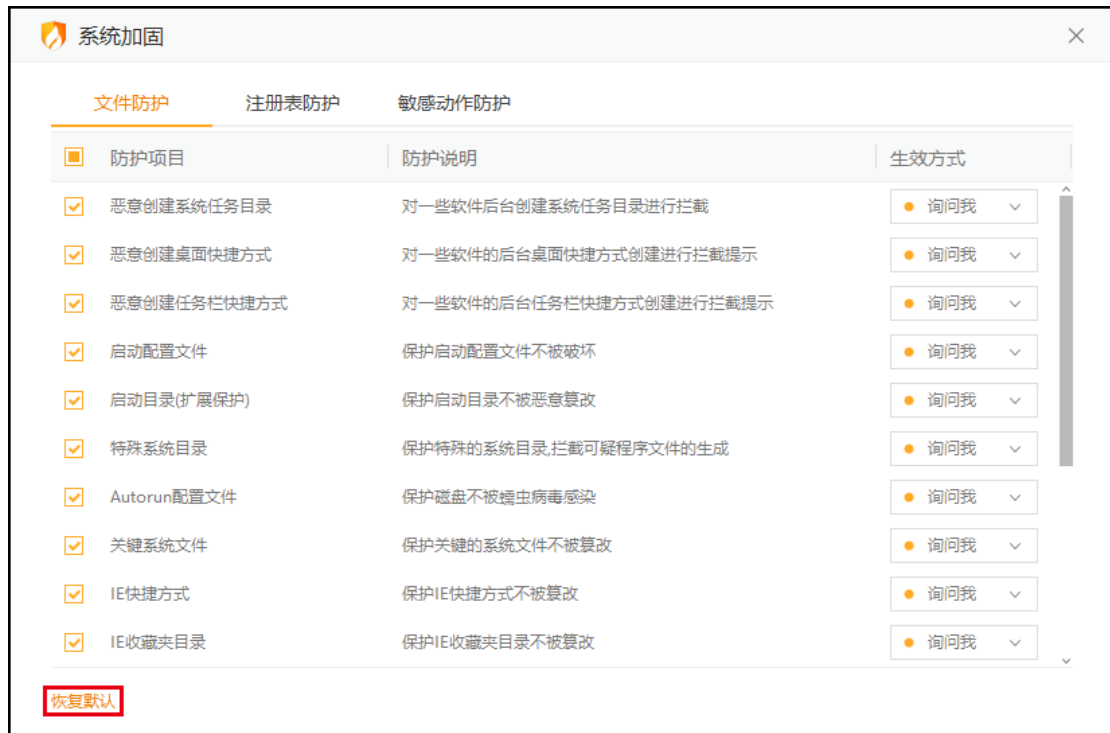 系统加固
文件防护 注册表防护 敏感动作防护
防护项目 防护说明 生效方式
恶意创建系统任务目录 对一些软件后台创建系统任务目录进行拦截 询问我
恶意创建桌面快捷方式 对一些软件的后台桌面快捷方式创建进行拦截提示 询问我
恶意创建任务栏快捷方式 对一些软件的后台任务栏快捷方式创建进行拦截提示 询问我
启动配置文件 保护启动配置文件不被破坏 询问我
启动目录(扩展保护) 保护启动目录不被恶意篡改 询问我
特殊系统目录 保护特殊的系统目录,拦截可疑程序文件的生成 询问我
Autorun配置文件 保护磁盘不被蠕虫病毒感染 询问我
关键系统文件 保护关键的系统文件不被篡改 询问我
IE快捷方式 保护IE快捷方式不被篡改 询问我
IE收藏夹目录 保护IE收藏夹目录不被篡改 询问我
恢复默认